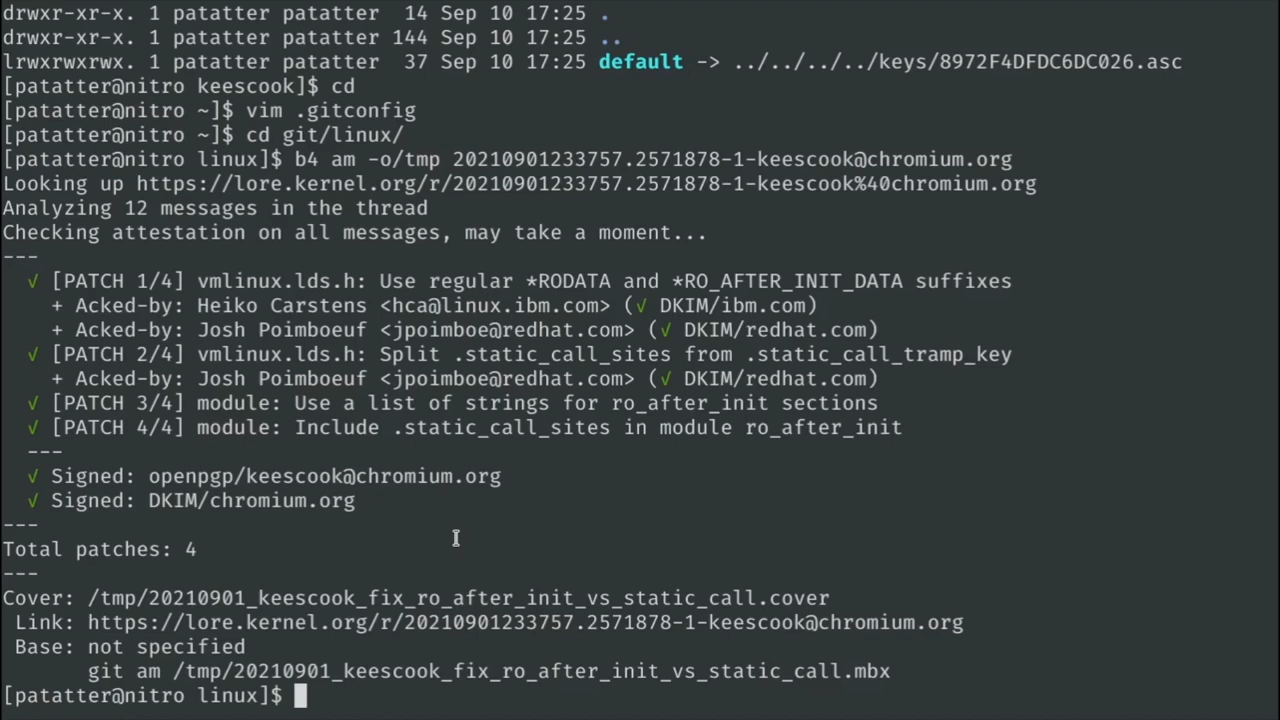 drwxr-xr-x. 1 patatter patatter  14 Sep 10 17:25 .
drwxr-xr-x. 1 patatter patatter 144 Sep 10 17:25 ..
lrwxrwxrwx. 1 patatter patatter  37 Sep 10 17:25 default -> ../../../../keys/8972F4DFDC6DC026.asc
[patatter@nitro keescook]$ cd
[patatter@nitro ~]$ vim .gitconfig
[patatter@nitro ~]$ cd git/linux/
[patatter@nitro linux]$ b4 am -o/tmp 20210901233757.2571878-1-keescook@chromium.org
Looking up https://lore.kernel.org/r/20210901233757.2571878-1-keescook%40chromium.org
Analyzing 12 messages in the thread
Checking attestation on all messages, may take a moment...
---
  ✓ [PATCH 1/4] vmlinux.lds.h: Use regular *RODATA and *RO_AFTER_INIT_DATA suffixes
    + Acked-by: Heiko Carstens <hca@linux.ibm.com> (✓ DKIM/ibm.com)
    + Acked-by: Josh Poimboeuf <jpoimboe@redhat.com> (✓ DKIM/redhat.com)
  ✓ [PATCH 2/4] vmlinux.lds.h: Split .static_call_sites from .static_call_tramp_key
    + Acked-by: Josh Poimboeuf <jpoimboe@redhat.com> (✓ DKIM/redhat.com)
  ✓ [PATCH 3/4] module: Use a list of strings for ro_after_init sections
  ✓ [PATCH 4/4] module: Include .static_call_sites in module ro_after_init
  ---
  ✓ Signed: openpgp/keescook@chromium.org
  ✓ Signed: DKIM/chromium.org
---
Total patches: 4
---
Cover: /tmp/20210901_keescook_fix_ro_after_init_vs_static_call.cover
 Link: https://lore.kernel.org/r/20210901233757.2571878-1-keescook@chromium.org
 Base: not specified
       git am /tmp/20210901_keescook_fix_ro_after_init_vs_static_call.mbx
[patatter@nitro linux]$